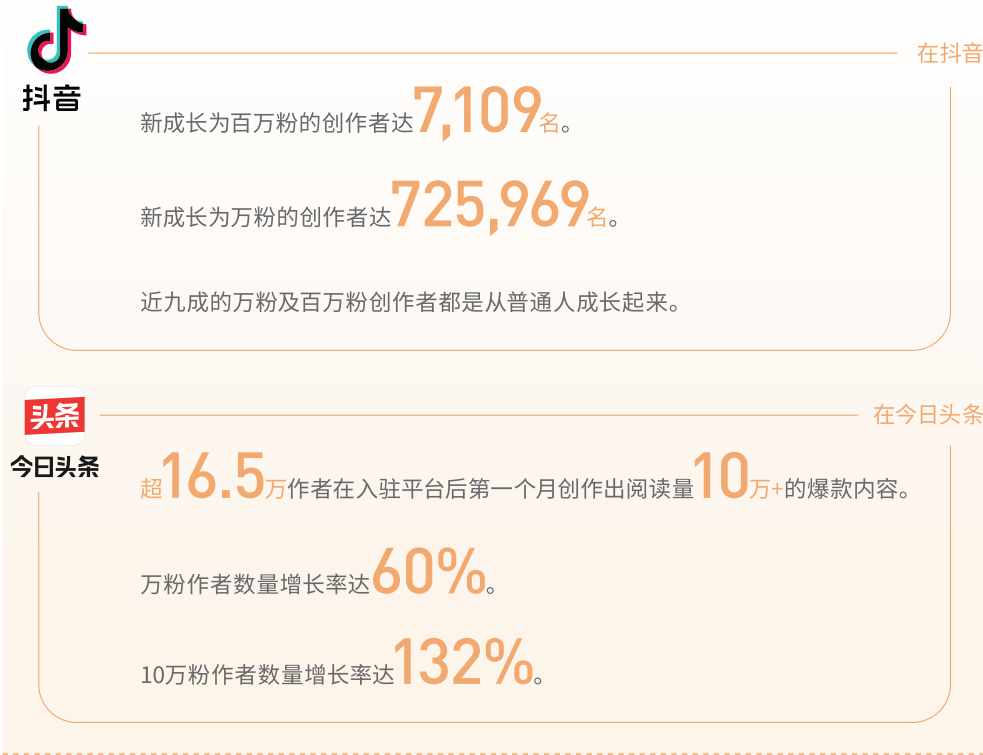 在抖音
抖音
新成长为百万粉的创作者达7,109名。
新成长为万粉的创作者达725,969名。
近九成的万粉及百万粉创作者都是从普通人成长起来。
头条
在今日头条
今日头条
超16.5万作者在入驻平台后第一个月创作出阅读量10万+的爆款内容。
万粉作者数量增长率达60%。
10万粉作者数量增长率达132%。